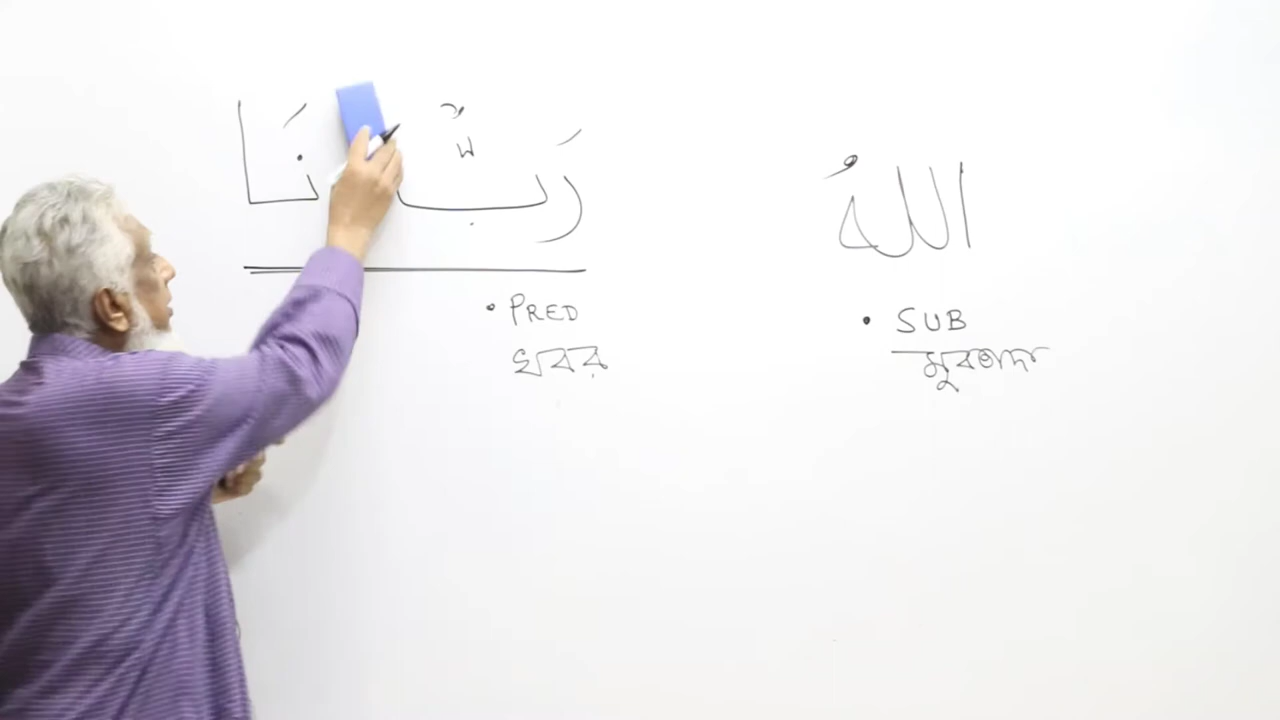 اللهُ رَبُّ نَا
• SUB
মুবতাদা
• PRED
খবর